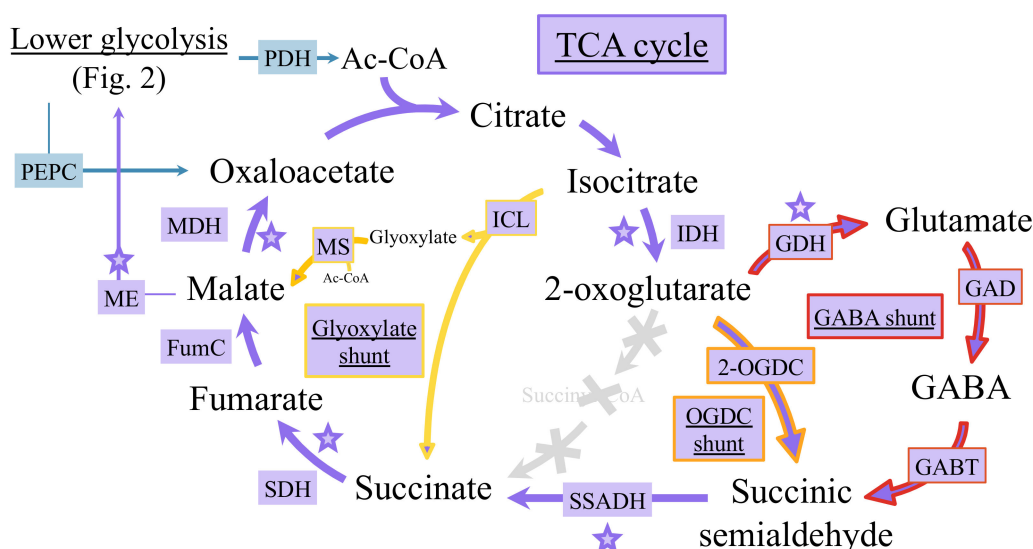 Lower glycolysis
(Fig. 2)
PDH
Ac-CoA
TCA cycle
Citrate
PEPC
Oxaloacetate
Isocitrate
MDH
MS
Glyoxylate
ICL
IDH
GDH
Glutamate
Ac-CoA
ME
Malate
2-oxoglutarate
GAD
Glyoxylate
shunt
GABA shunt
FumC
2-OGDC
Fumarate
Succinyl-CoA
GABA
OGDC
shunt
GABT
SDH
Succinate
SSADH
Succinic
semialdehyde